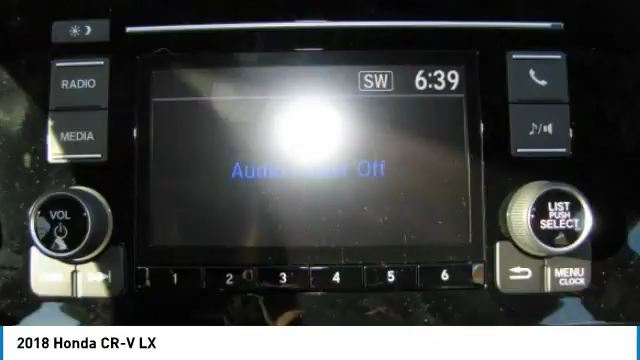 SW 6:39
RADIO
MEDIA
♪/
Audio Off
VOL
LIST
PUSH
SELECT
1 2 3 4 5 6
MENU
CLOCK
2018 Honda CR-V LX